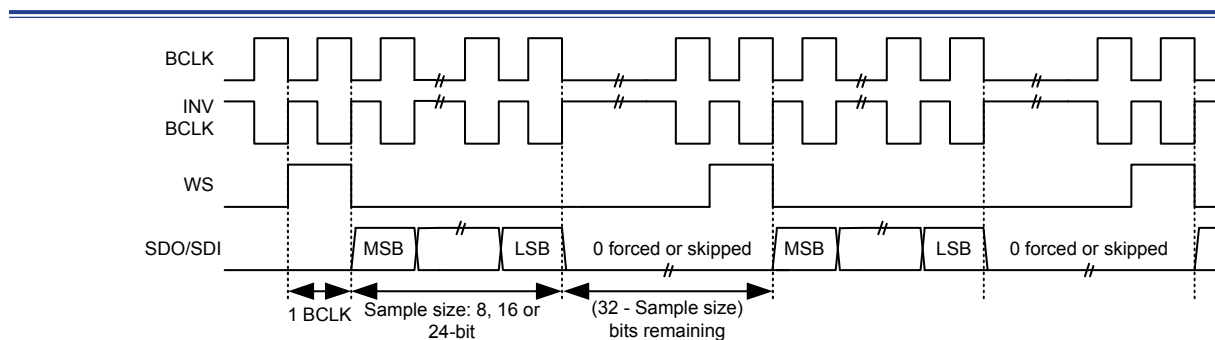 BCLK
INV
BCLK
WS
SDO/SDI
MSB
LSB
0 forced or skipped
MSB
LSB
0 forced or skipped
1 BCLK
Sample size: 8, 16 or
24-bit
(32 - Sample size)
bits remaining